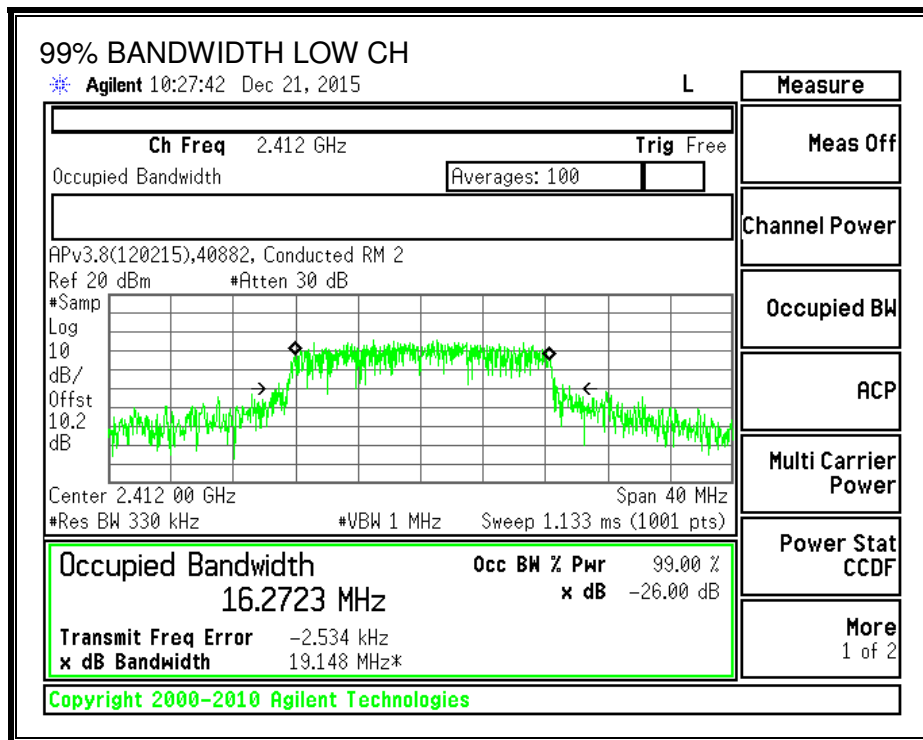 99% BANDWIDTH LOW CH
Agilent 10:27:42 Dec 21, 2015 L
Ch Freq 2.412 GHz Trig Free
Occupied Bandwidth Averages: 100
APv3.8(120215),40882, Conducted RM 2
Ref 20 dBm #Atten 30 dB
#Samp
Log
10
dB/
Offst
10.2
dB
Center 2.412 00 GHz Span 40 MHz
#Res BW 330 kHz #VBW 1 MHz Sweep 1.133 ms (1001 pts)
Occupied Bandwidth Occ BW % Pwr 99.00 %
16.2723 MHz x dB -26.00 dB
Transmit Freq Error -2.534 kHz
x dB Bandwidth 19.148 MHz*
Copyright 2000-2010 Agilent Technologies
Measure
Meas Off
Channel Power
Occupied BW
ACP
Multi Carrier
Power
Power Stat
CCDF
More
1 of 2